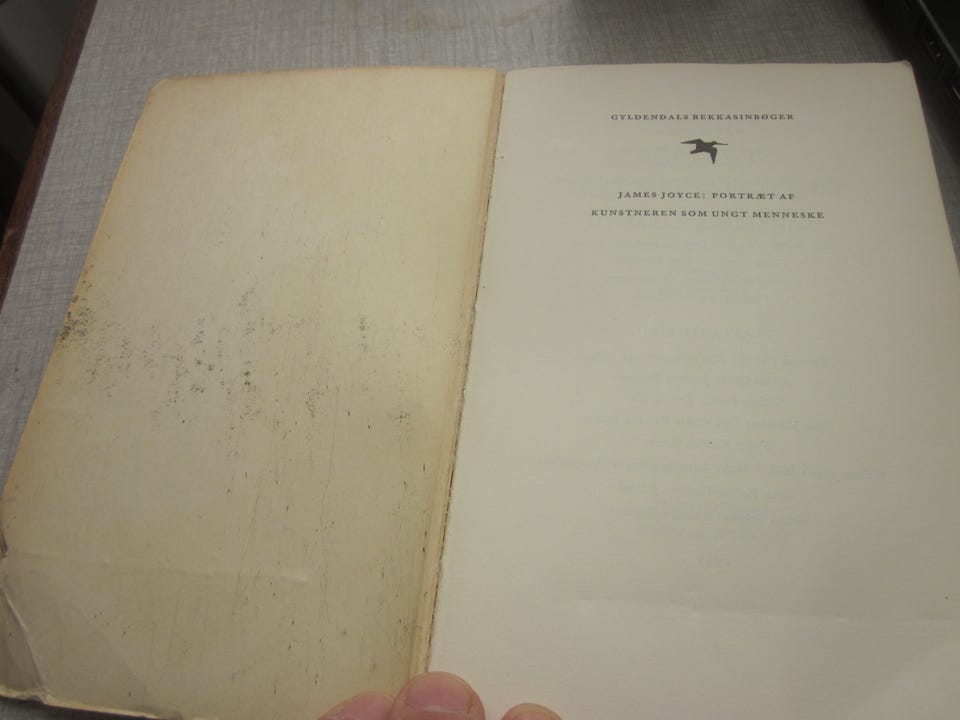 GYLDENDALS BEKKASINBØGER
JAMES JOYCE: PORTRÆT AF
KUNSTNEREN SOM UNGT MENNESKE